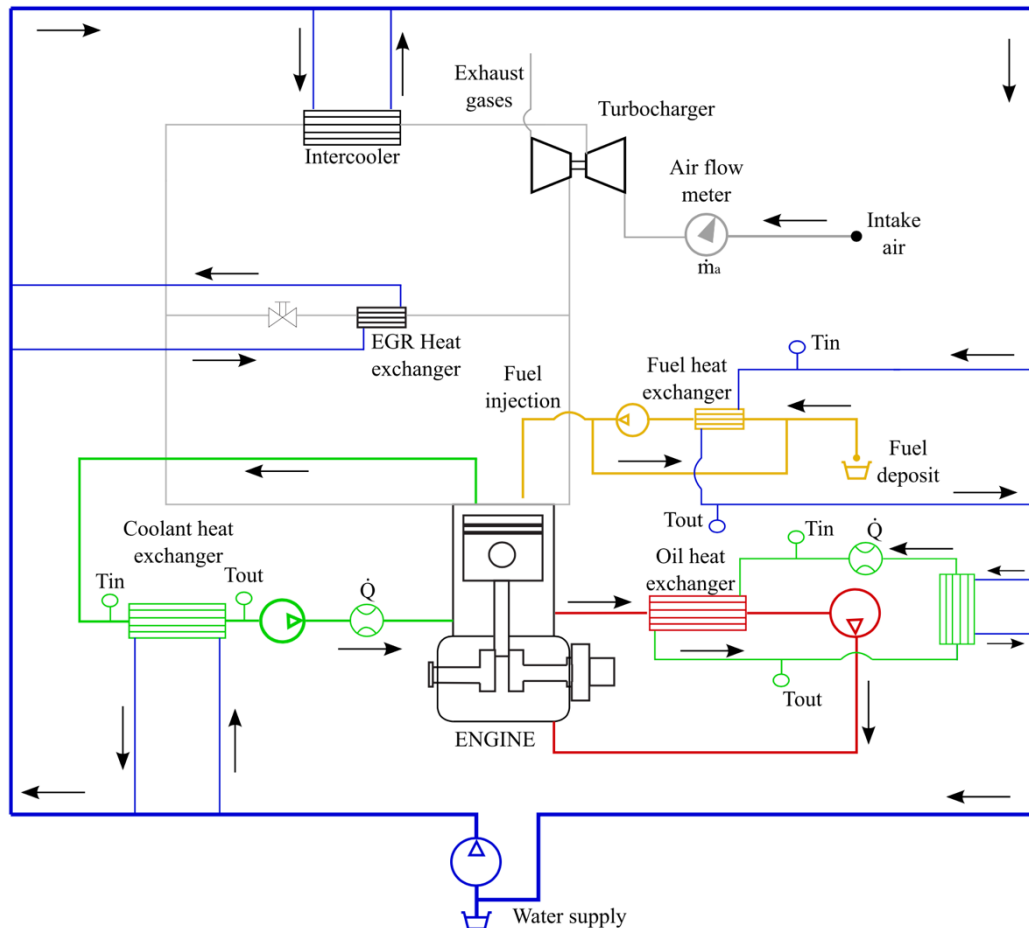 Exhaust
gases
Turbocharger
Intercooler
Air flow
meter
Intake
air
ṁa
EGR Heat
exchanger
Fuel
injection
Fuel heat
exchanger
Tin
Fuel
deposit
Tout
Coolant heat
exchanger
Tin
Tout
Q̇
Oil heat
exchanger
Tin
Q̇
Tout
ENGINE
Water supply